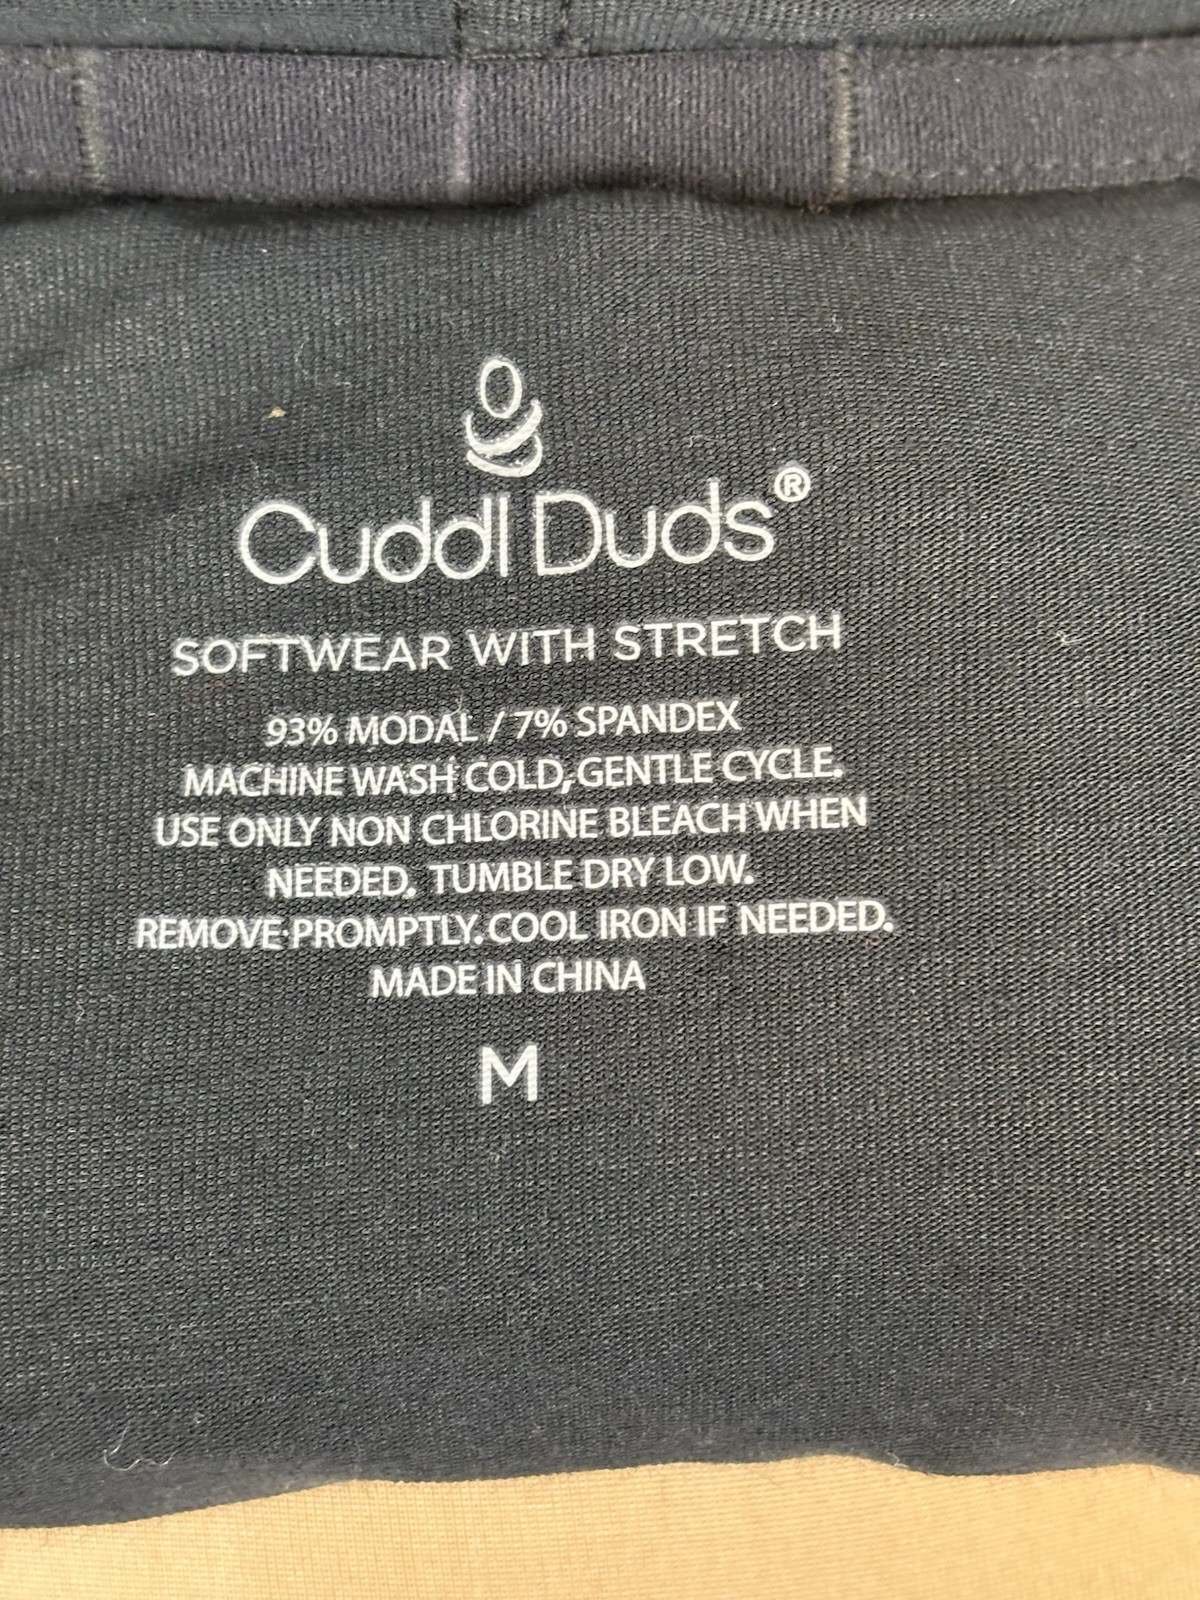 Cuddl Duds®
SOFTWEAR WITH STRETCH
93% MODAL / 7% SPANDEX
MACHINE WASH COLD, GENTLE CYCLE.
USE ONLY NON CHLORINE BLEACH WHEN
NEEDED. TUMBLE DRY LOW.
REMOVE PROMPTLY. COOL IRON IF NEEDED.
MADE IN CHINA
M